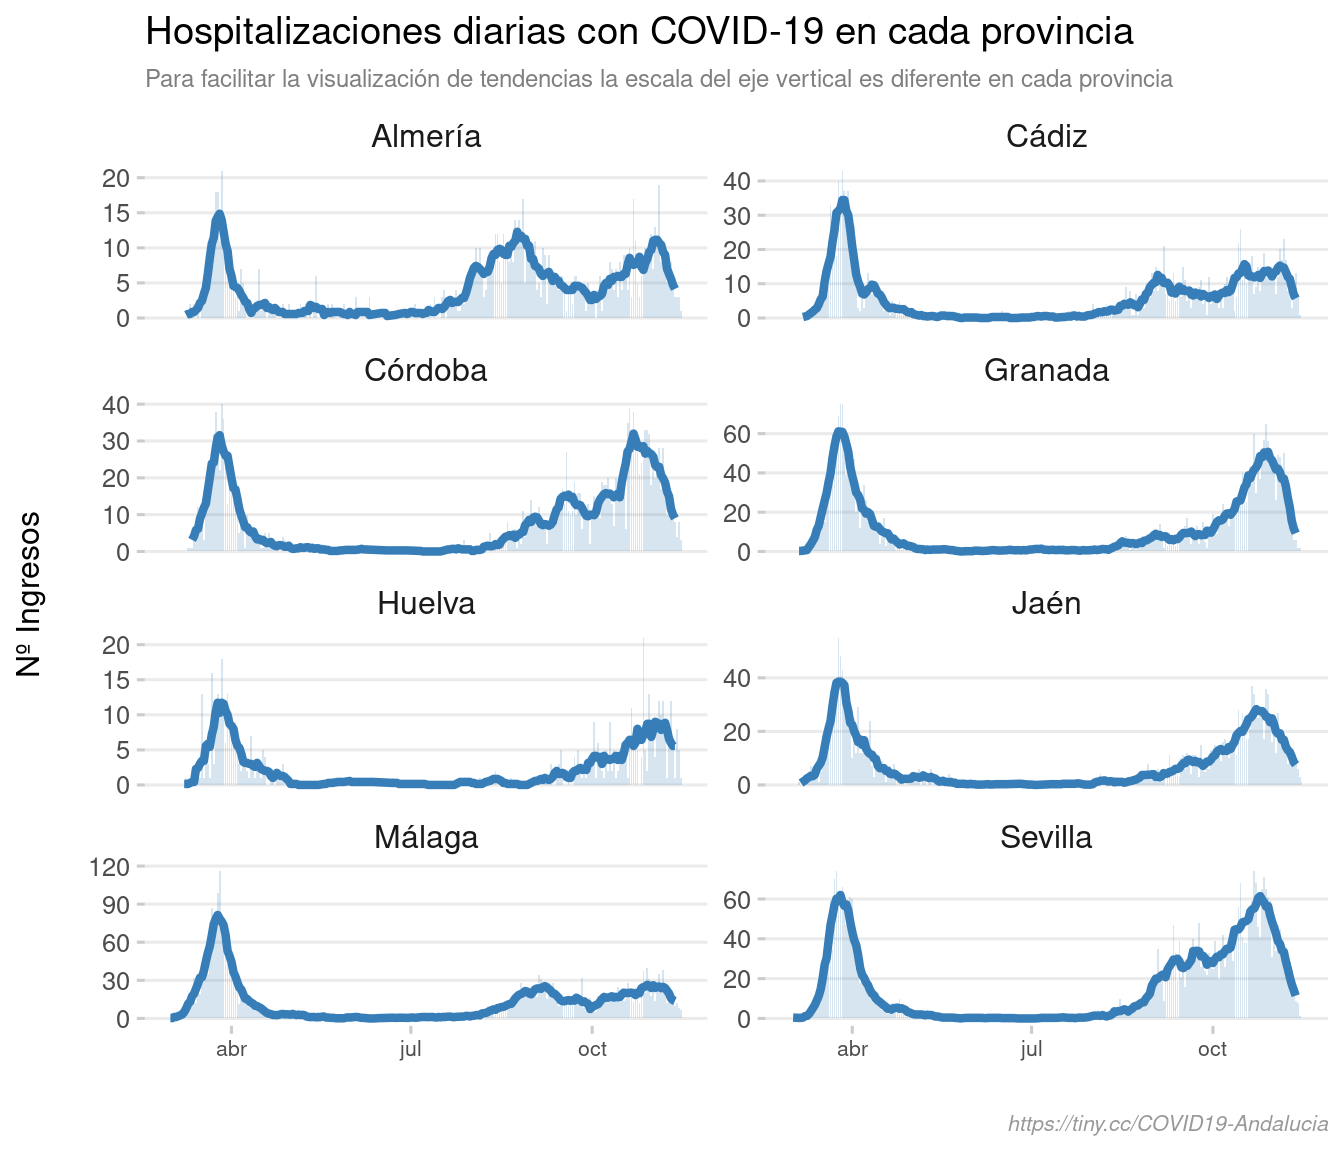 Hospitalizaciones diarias con COVID-19 en cada provincia
Para facilitar la visualización de tendencias la escala del eje vertical es diferente en cada provincia
Nº Ingresos
Almería
20
15
10
5
0
Cádiz
40
30
20
10
0
Córdoba
40
30
20
10
0
Granada
60
40
20
0
Huelva
20
15
10
5
0
Jaén
40
20
0
Málaga
120
90
60
30
0
abr jul oct
Sevilla
60
40
20
0
abr jul oct
https://tiny.cc/COVID19-Andalucia